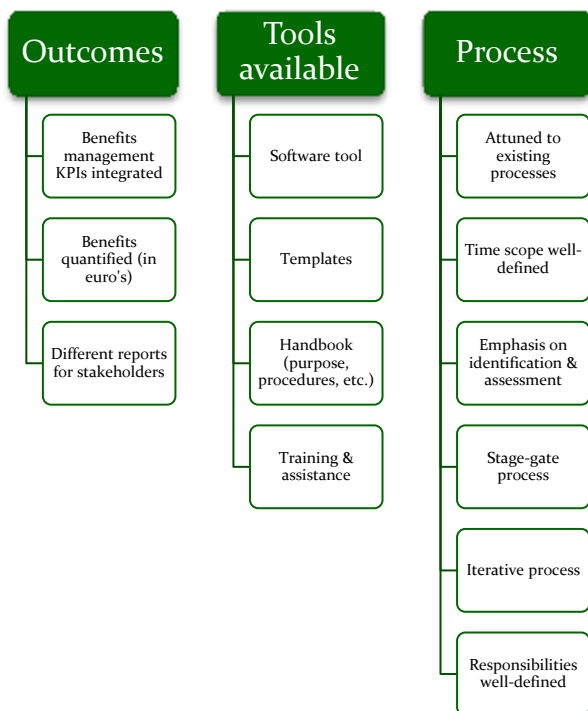 Outcomes
Benefits
management
KPIs integrated
Benefits
quantified (in
euro's)
Different reports
for stakeholders
Tools
available
Software tool
Templates
Handbook
(purpose,
procedures, etc.)
Training &
assistance
Process
Attuned to
existing
processes
Time scope well-
defined
Emphasis on
identification &
assessment
Stage-gate
process
Iterative process
Responsibilities
well-defined